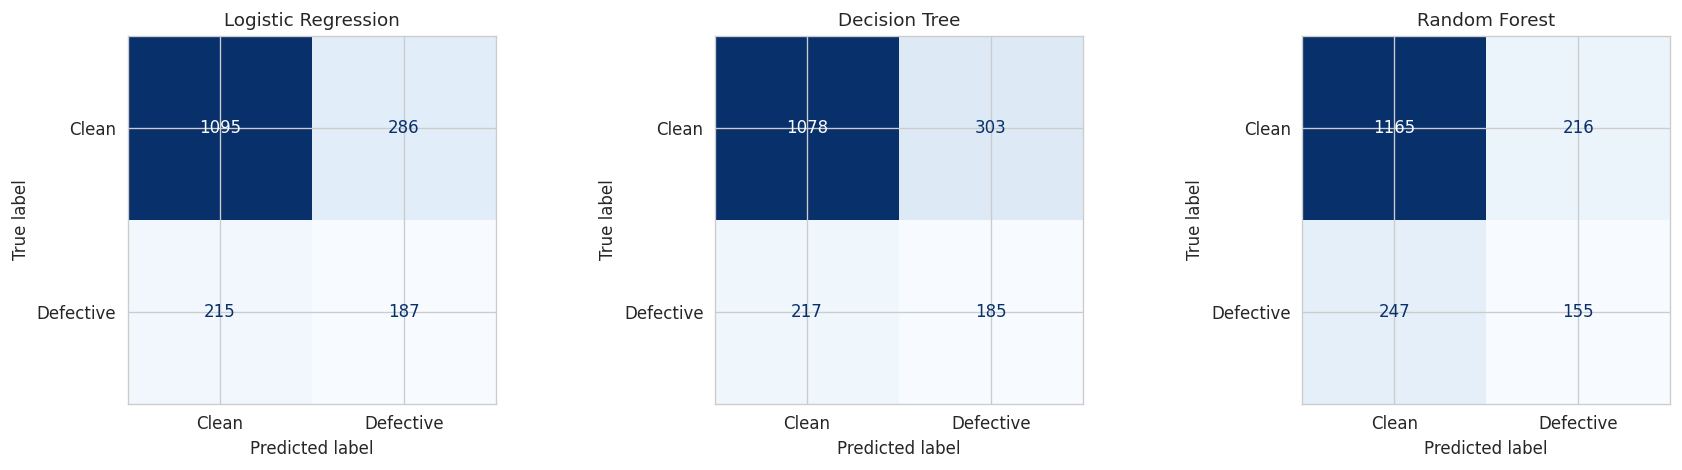 Logistic Regression
True label
Clean
1095
286
Defective
215
187
Clean
Defective
Predicted label
Decision Tree
True label
Clean
1078
303
Defective
217
185
Clean
Defective
Predicted label
Random Forest
True label
Clean
1165
216
Defective
247
155
Clean
Defective
Predicted label